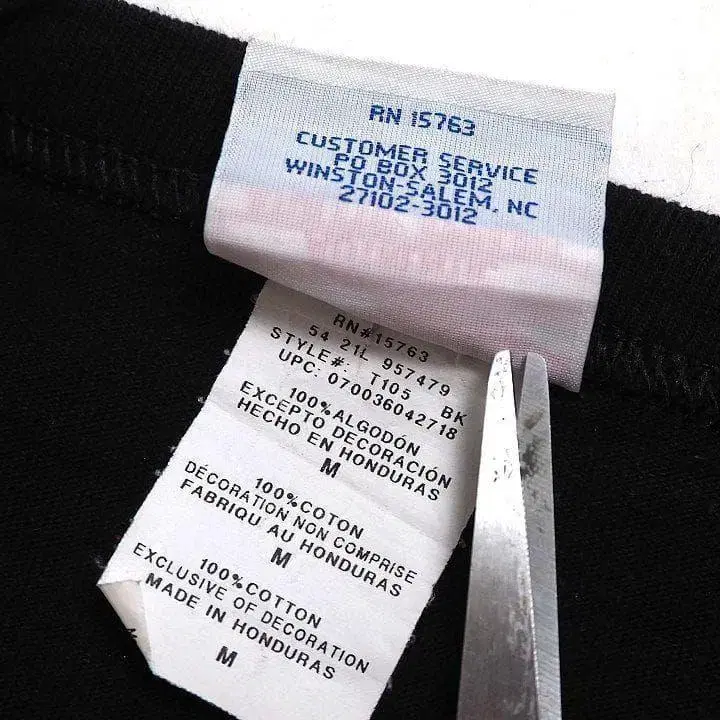 RN 15763
CUSTOMER SERVICE
PO BOX 3012
WINSTON-SALEM, NC
27102-3012
RN#15763
54 21L 957479
STYLE#: T105 BK
UPC: 070036042718
100%ALGODÓN
EXCEPTO DECORACIÓN
HECHO EN HONDURAS
M
100%COTON
DÉCORATION NON COMPRISE
FABRIQU AU HONDURAS
M
100%COTTON
EXCLUSIVE OF DECORATION
MADE IN HONDURAS
M